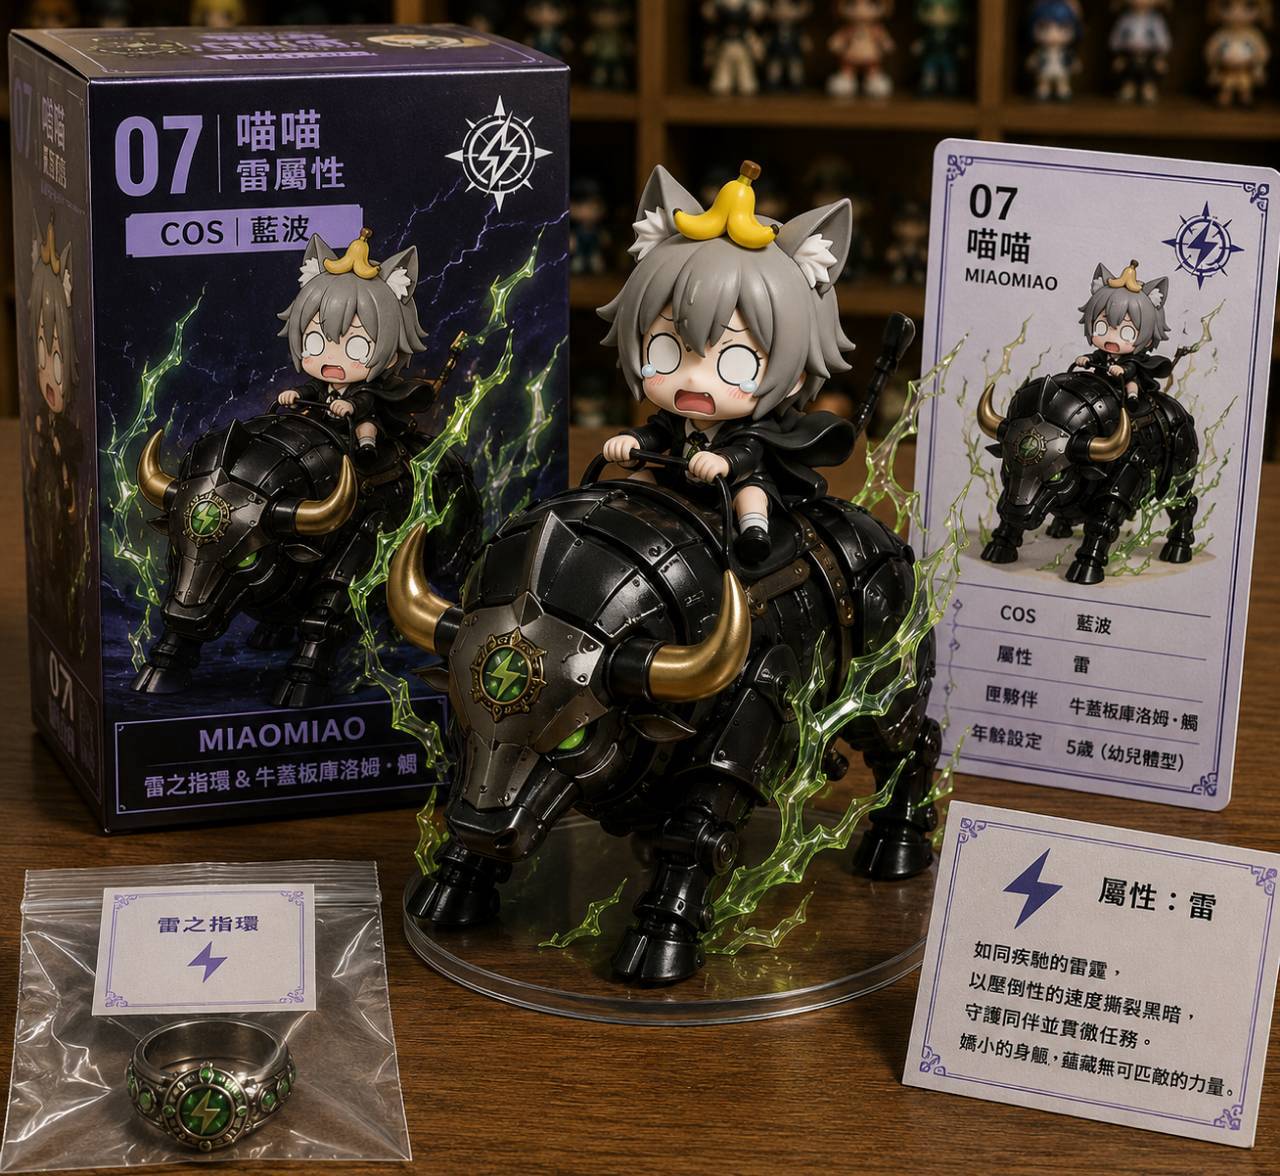 07
喵喵
雷屬性
COS | 藍波
MIAOMIAO
雷之指環 & 牛蓋板庫洛姆・觸
07
喵喵
MIAOMIAO
COS 藍波
屬性 雷
匣夥伴 牛蓋板庫洛姆・觸
年齡設定 5歲（幼兒體型）
雷之指環
屬性：雷
如同疾馳的雷霆，
以壓倒性的速度撕裂黑暗，
守護同伴並貫徹任務。
嬌小的身軀，蘊藏無可匹敵的力量。